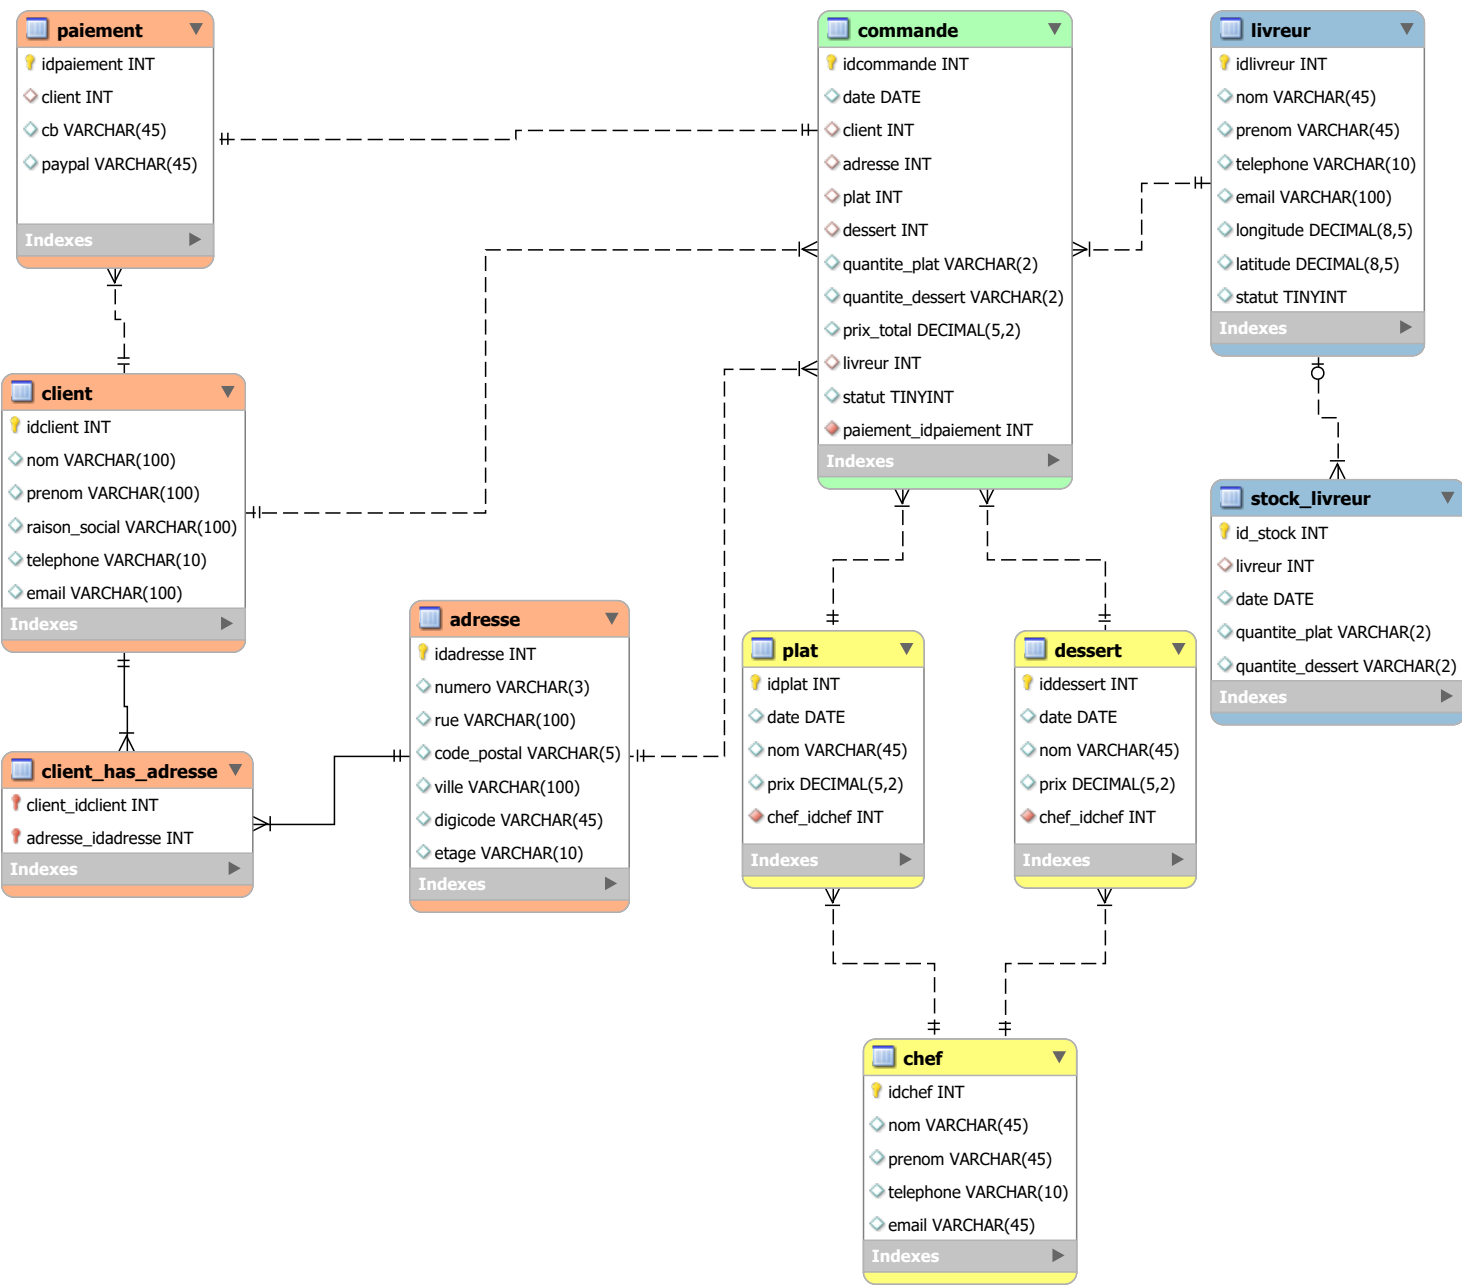 paiement
idpaiement INT
client INT
cb VARCHAR(45)
paypal VARCHAR(45)
Indexes
commande
idcommande INT
date DATE
client INT
adresse INT
plat INT
dessert INT
quantite_plat VARCHAR(2)
quantite_dessert VARCHAR(2)
prix_total DECIMAL(5,2)
livreur INT
statut TINYINT
paiement_idpaiement INT
Indexes
livreur
idlivreur INT
nom VARCHAR(45)
prenom VARCHAR(45)
telephone VARCHAR(10)
email VARCHAR(100)
longitude DECIMAL(8,5)
latitude DECIMAL(8,5)
statut TINYINT
Indexes
client
idclient INT
nom VARCHAR(100)
prenom VARCHAR(100)
raison_social VARCHAR(100)
telephone VARCHAR(10)
email VARCHAR(100)
Indexes
stock_livreur
id_stock INT
livreur INT
date DATE
quantite_plat VARCHAR(2)
quantite_dessert VARCHAR(2)
Indexes
adresse
idadresse INT
numero VARCHAR(3)
rue VARCHAR(100)
code_postal VARCHAR(5)
ville VARCHAR(100)
digicode VARCHAR(45)
etage VARCHAR(10)
Indexes
plat
idplat INT
date DATE
nom VARCHAR(45)
prix DECIMAL(5,2)
chef_idchef INT
Indexes
dessert
iddessert INT
date DATE
nom VARCHAR(45)
prix DECIMAL(5,2)
chef_idchef INT
Indexes
client_has_adresse
client_idclient INT
adresse_idadresse INT
Indexes
chef
idchef INT
nom VARCHAR(45)
prenom VARCHAR(45)
telephone VARCHAR(10)
email VARCHAR(45)
Indexes